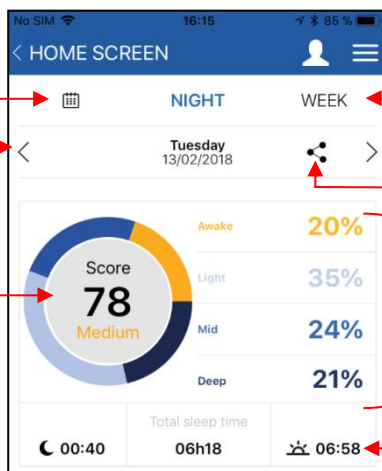 No SIM 16:15 85 %
< HOME SCREEN
NIGHT WEEK
Tuesday
13/02/2018
Score
78
Medium
Awake 20%
Light 35%
Mid 24%
Deep 21%
Total sleep time
00:40 06h18 06:58